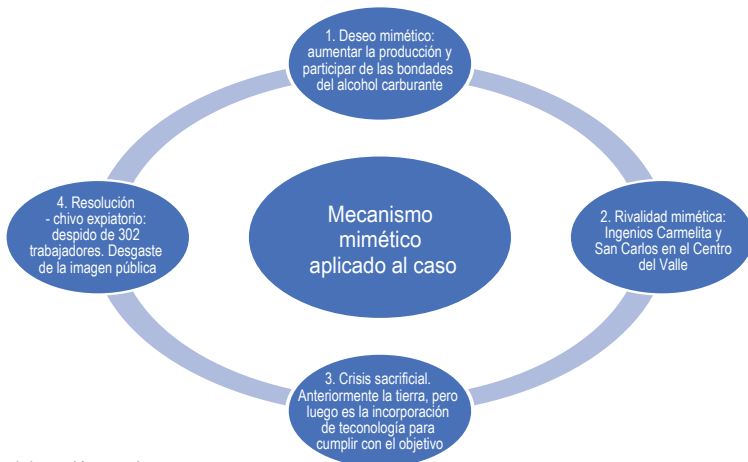 1. Deseo mimético:
aumentar la producción y
participar de las bondades
del alcohol carburante
4. Resolución
- chivo expiatorio:
despido de 302
trabajadores. Desgaste
de la imagen pública
Mecanismo
mimético
aplicado al caso
2. Rivalidad mimética:
Ingenios Carmelita y
San Carlos en el Centro
del Valle
3. Crisis sacrificial.
Anteriormente la tierra, pero
luego es la incorporación
de teconología para
cumplir con el objetivo